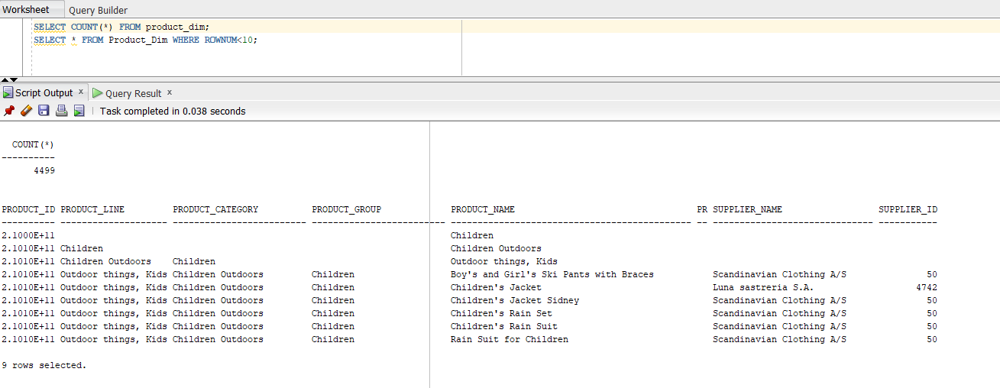 Worksheet Query Builder
SELECT COUNT(*) FROM product_dim;
SELECT * FROM Product_Dim WHERE ROWNUM<10;
Script Output x Query Result x
Task completed in 0.038 seconds
COUNT(*)
----------
4499
PRODUCT_ID PRODUCT_LINE PRODUCT_CATEGORY PRODUCT_GROUP PRODUCT_NAME PR SUPPLIER_NAME SUPPLIER_ID
---------- -------------------- ------------------------- ------------------------- --------------------------------------------- -- ------------------------------ -----------
2.1000E+11 Children
2.1010E+11 Children Children Outdoors
2.1010E+11 Children Outdoors Children Outdoor things, Kids
2.1010E+11 Outdoor things, Kids Children Outdoors Children Boy's and Girl's Ski Pants with Braces Scandinavian Clothing A/S 50
2.1010E+11 Outdoor things, Kids Children Outdoors Children Children's Jacket Luna sastreria S.A. 4742
2.1010E+11 Outdoor things, Kids Children Outdoors Children Children's Jacket Sidney Scandinavian Clothing A/S 50
2.1010E+11 Outdoor things, Kids Children Outdoors Children Children's Rain Set Scandinavian Clothing A/S 50
2.1010E+11 Outdoor things, Kids Children Outdoors Children Children's Rain Suit Scandinavian Clothing A/S 50
2.1010E+11 Outdoor things, Kids Children Outdoors Children Rain Suit for Children Scandinavian Clothing A/S 50
9 rows selected.